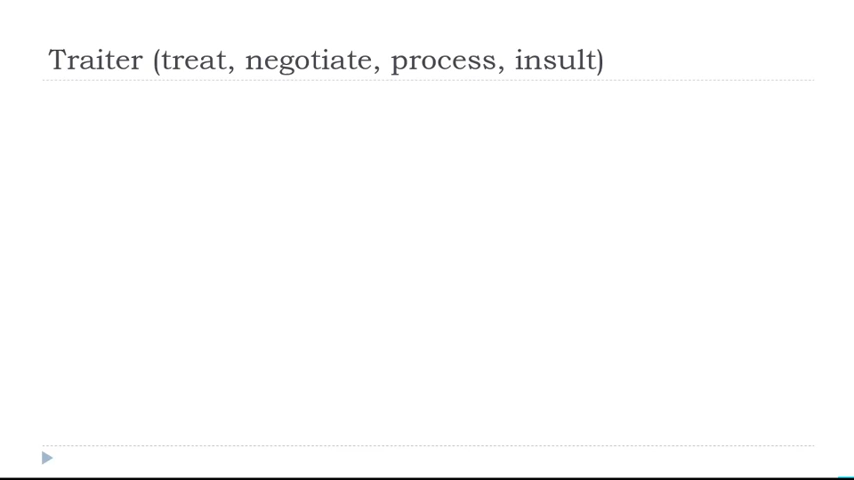 Traiter (treat, negotiate, process, insult)